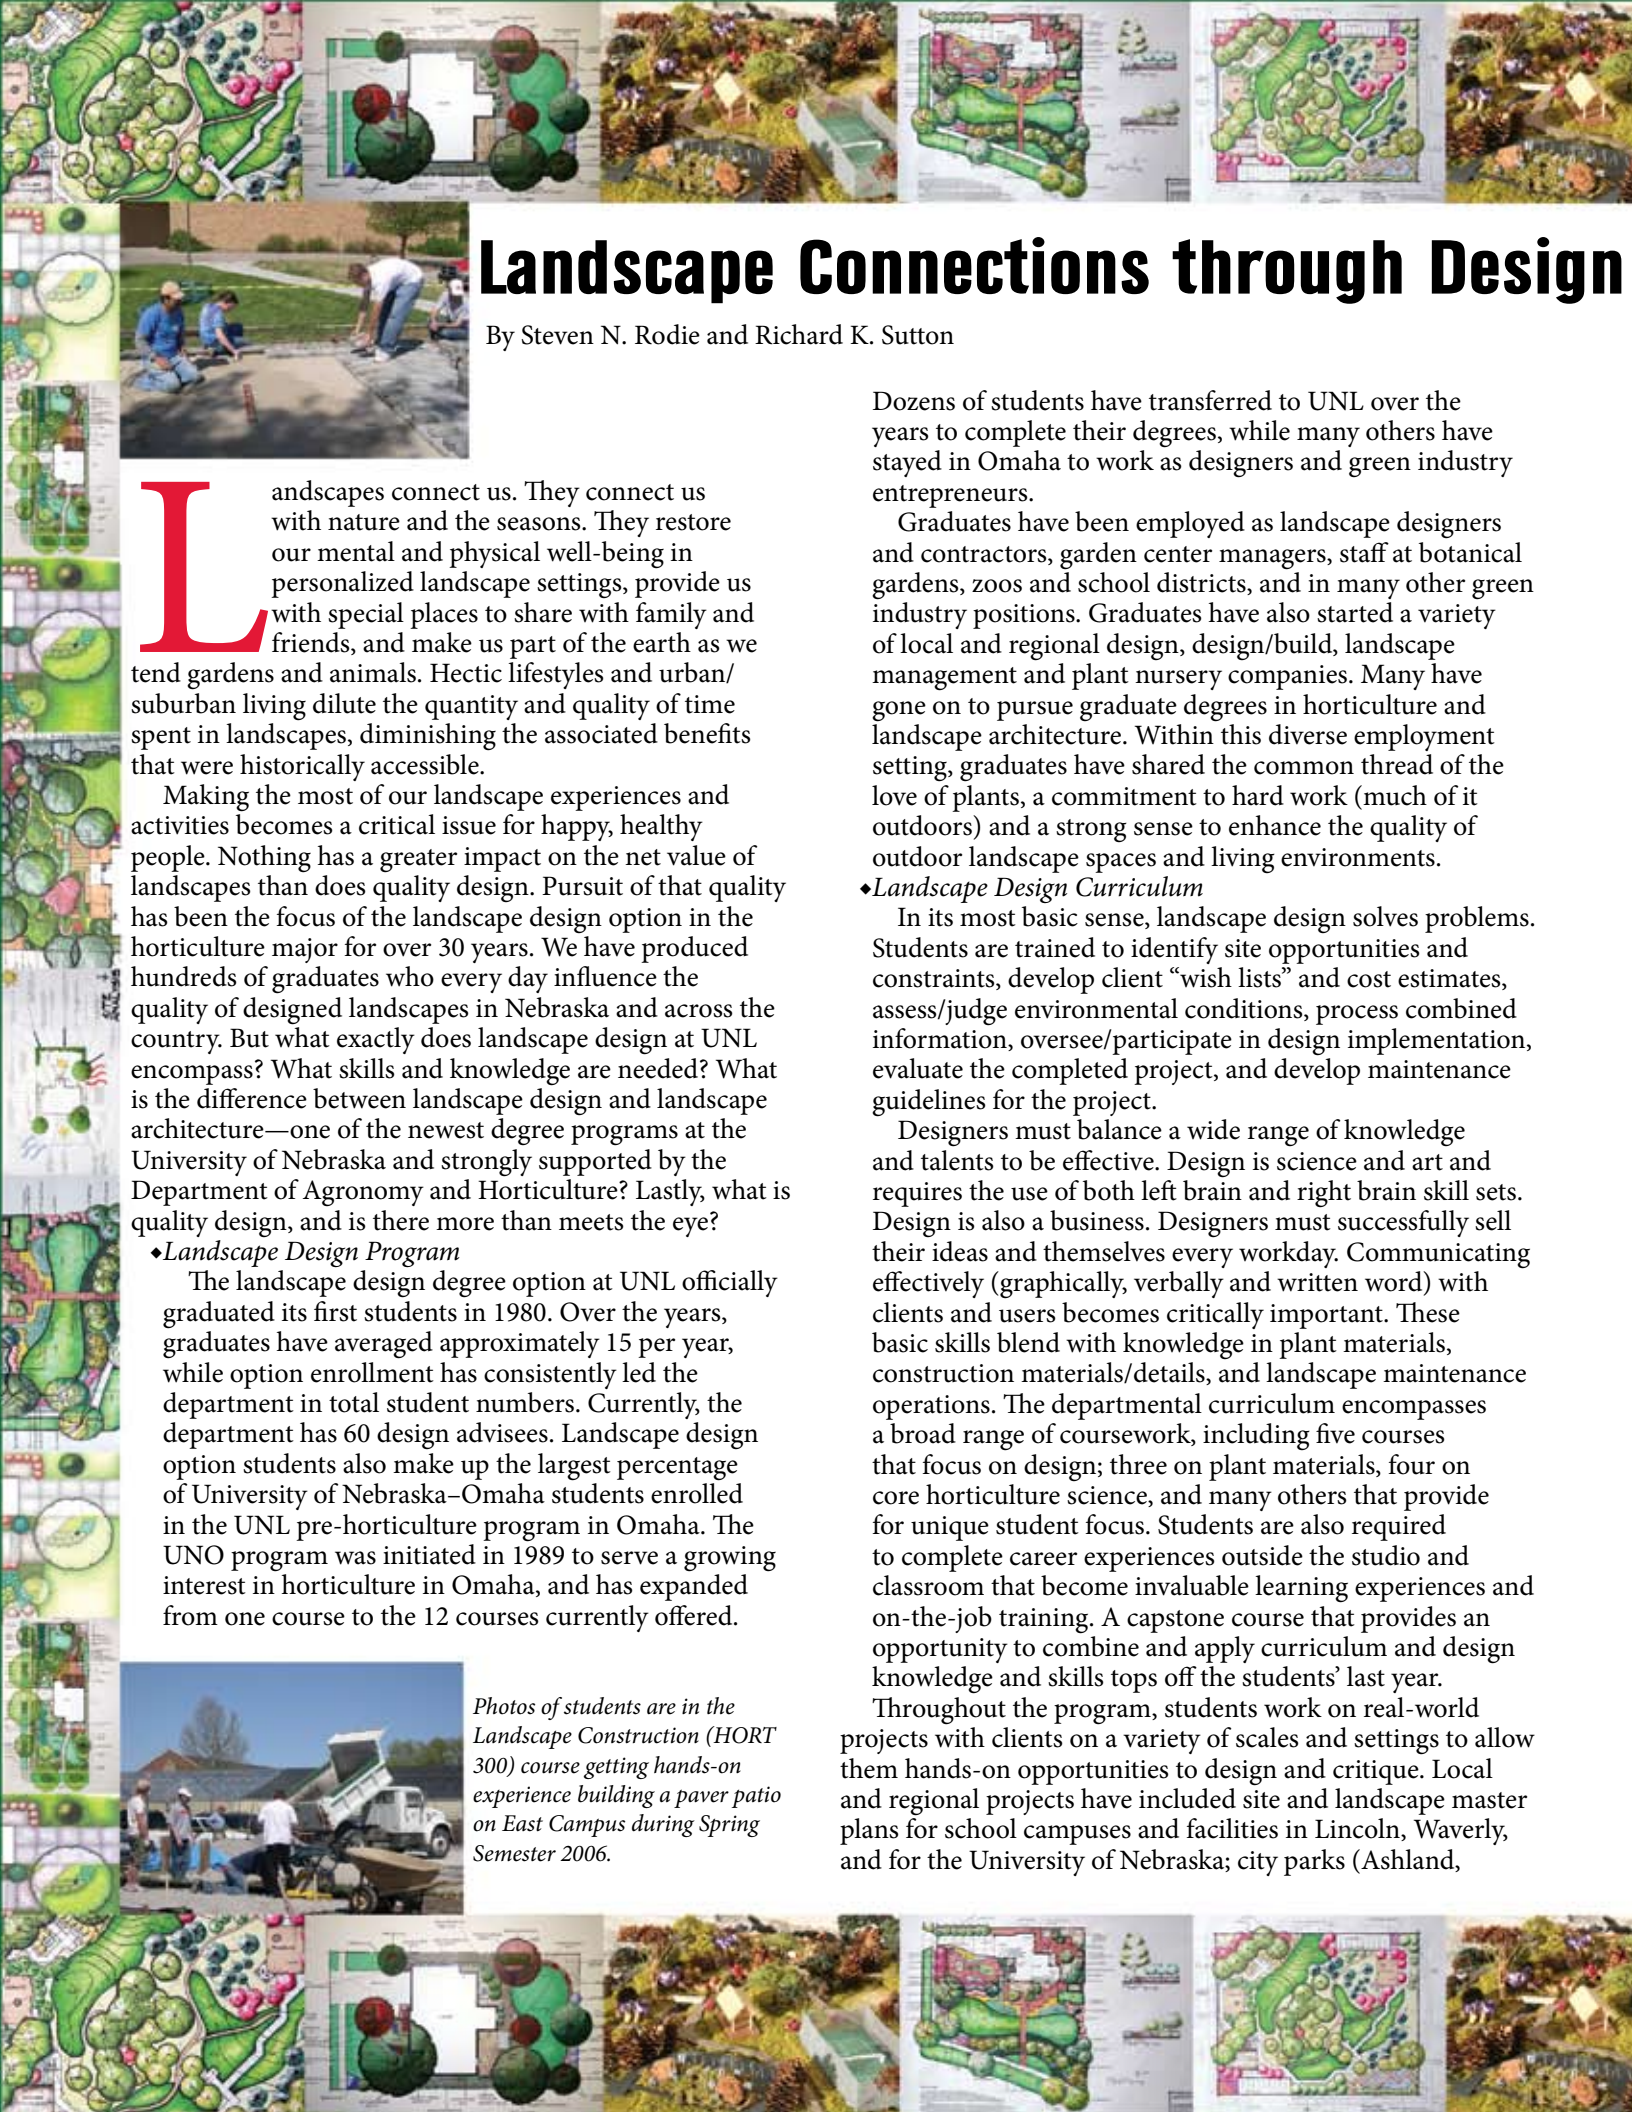 Landscape Connections through Design
By Steven N. Rodie and Richard K. Sutton
Landscapes connect us. They connect us
with nature and the seasons. They restore
our mental and physical well-being in
personalized landscape settings, provide us
with special places to share with family and
friends, and make us part of the earth as we
tend gardens and animals. Hectic lifestyles and urban/
suburban living dilute the quantity and quality of time
spent in landscapes, diminishing the associated benefits
that were historically accessible.
Making the most of our landscape experiences and
activities becomes a critical issue for happy, healthy
people. Nothing has a greater impact on the net value of
landscapes than does quality design. Pursuit of that quality
has been the focus of the landscape design option in the
horticulture major for over 30 years. We have produced
hundreds of graduates who every day influence the
quality of designed landscapes in Nebraska and across the
country. But what exactly does landscape design at UNL
encompass? What skills and knowledge are needed? What
is the difference between landscape design and landscape
architecture—one of the newest degree programs at the
University of Nebraska and strongly supported by the
Department of Agronomy and Horticulture? Lastly, what is
quality design, and is there more than meets the eye?
◆Landscape Design Program
The landscape design degree option at UNL officially
graduated its first students in 1980. Over the years,
graduates have averaged approximately 15 per year,
while option enrollment has consistently led the
department in total student numbers. Currently, the
department has 60 design advisees. Landscape design
option students also make up the largest percentage
of University of Nebraska–Omaha students enrolled
in the UNL pre-horticulture program in Omaha. The
UNO program was initiated in 1989 to serve a growing
interest in horticulture in Omaha, and has expanded
from one course to the 12 courses currently offered.
Photos of students are in the
Landscape Construction (HORT
300) course getting hands-on
experience building a paver patio
on East Campus during Spring
Semester 2006.
Dozens of students have transferred to UNL over the
years to complete their degrees, while many others have
stayed in Omaha to work as designers and green industry
entrepreneurs.
Graduates have been employed as landscape designers
and contractors, garden center managers, staff at botanical
gardens, zoos and school districts, and in many other green
industry positions. Graduates have also started a variety
of local and regional design, design/build, landscape
management and plant nursery companies. Many have
gone on to pursue graduate degrees in horticulture and
landscape architecture. Within this diverse employment
setting, graduates have shared the common thread of the
love of plants, a commitment to hard work (much of it
outdoors) and a strong sense to enhance the quality of
outdoor landscape spaces and living environments.
◆Landscape Design Curriculum
In its most basic sense, landscape design solves problems.
Students are trained to identify site opportunities and
constraints, develop client “wish lists” and cost estimates,
assess/judge environmental conditions, process combined
information, oversee/participate in design implementation,
evaluate the completed project, and develop maintenance
guidelines for the project.
Designers must balance a wide range of knowledge
and talents to be effective. Design is science and art and
requires the use of both left brain and right brain skill sets.
Design is also a business. Designers must successfully sell
their ideas and themselves every workday. Communicating
effectively (graphically, verbally and written word) with
clients and users becomes critically important. These
basic skills blend with knowledge in plant materials,
construction materials/details, and landscape maintenance
operations. The departmental curriculum encompasses
a broad range of coursework, including five courses
that focus on design; three on plant materials, four on
core horticulture science, and many others that provide
for unique student focus. Students are also required
to complete career experiences outside the studio and
classroom that become invaluable learning experiences and
on-the-job training. A capstone course that provides an
opportunity to combine and apply curriculum and design
knowledge and skills tops off the students’ last year.
Throughout the program, students work on real-world
projects with clients on a variety of scales and settings to allow
them hands-on opportunities to design and critique. Local
and regional projects have included site and landscape master
plans for school campuses and facilities in Lincoln, Waverly,
and for the University of Nebraska; city parks (Ashland,